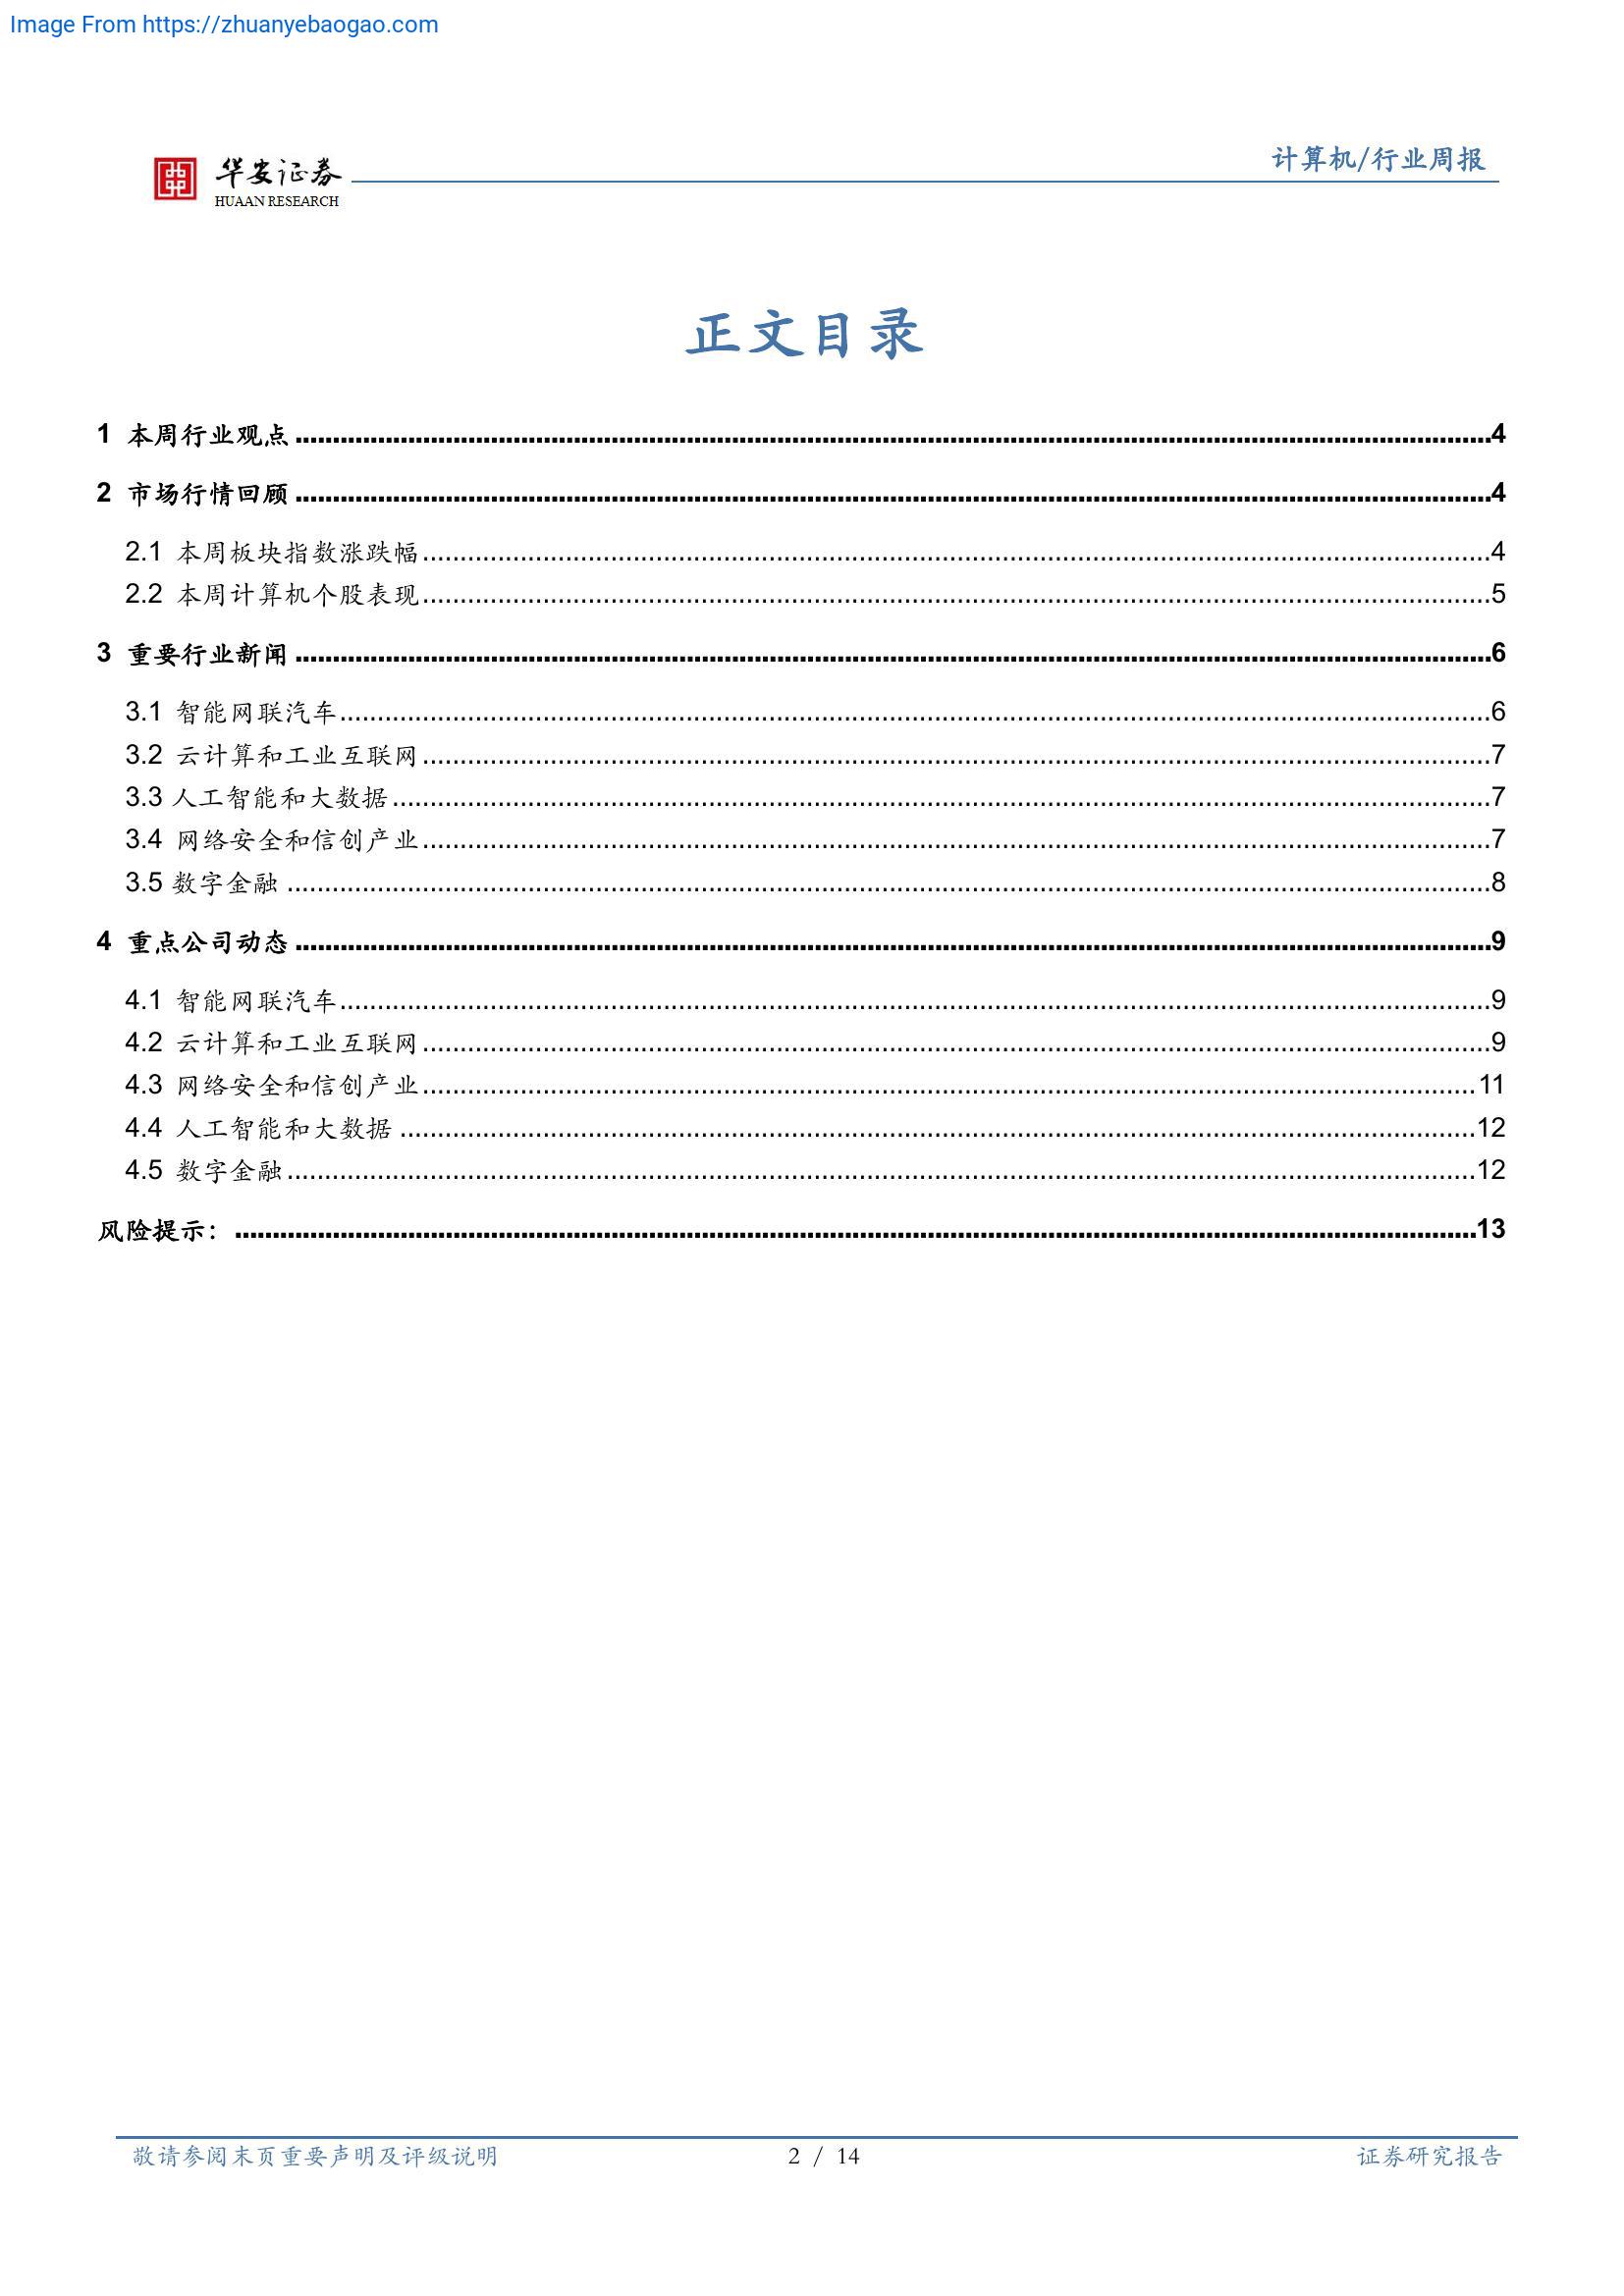 Image From https://zhuanyebaogao.com
华安证券
HUAAN RESEARCH
计算机/行业周报
正文目录
1 本周行业观点 ........ 4
2 市场行情回顾 ........ 4
2.1 本周板块指数涨跌幅 ........ 4
2.2 本周计算机个股表现 ........ 5
3 重要行业新闻 ........ 6
3.1 智能网联汽车 ........ 6
3.2 云计算和工业互联网 ........ 7
3.3 人工智能和大数据 ........ 7
3.4 网络安全和信创产业 ........ 7
3.5 数字金融 ........ 8
4 重点公司动态 ........ 9
4.1 智能网联汽车 ........ 9
4.2 云计算和工业互联网 ........ 9
4.3 网络安全和信创产业 ........ 11
4.4 人工智能和大数据 ........ 12
4.5 数字金融 ........ 12
风险提示： ........ 13
敬请参阅末页重要声明及评级说明 2 / 14 证券研究报告